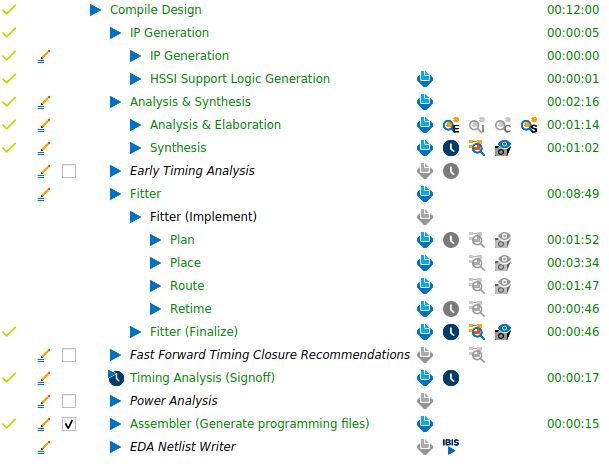 Compile Design 00:12:00
IP Generation 00:00:05
IP Generation 00:00:00
HSSI Support Logic Generation 00:00:01
Analysis & Synthesis 00:02:16
Analysis & Elaboration E I C S 00:01:14
Synthesis 00:01:02
Early Timing Analysis
Fitter 00:08:49
Fitter (Implement)
Plan 00:01:52
Place 00:03:34
Route 00:01:47
Retime 00:00:46
Fitter (Finalize) 00:00:46
Fast Forward Timing Closure Recommendations
Timing Analysis (Signoff) 00:00:17
Power Analysis
Assembler (Generate programming files) 00:00:15
EDA Netlist Writer IBIS